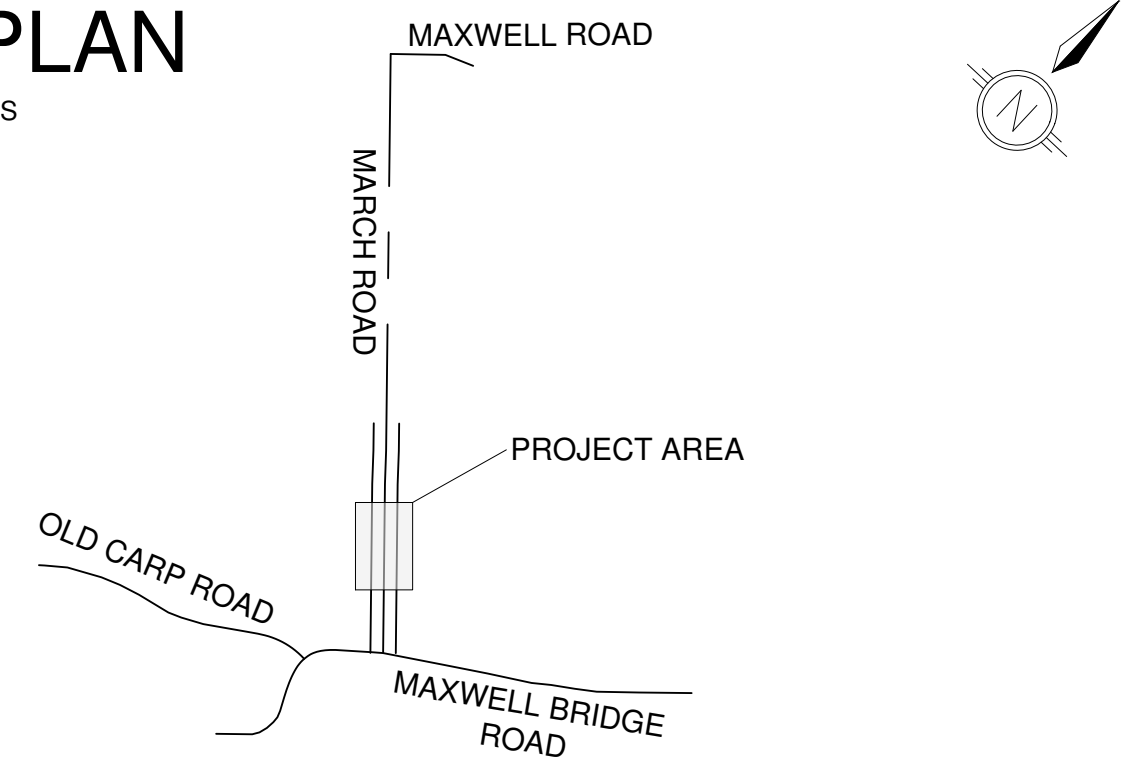 PLAN
S
MAXWELL ROAD
N
MARCH ROAD
PROJECT AREA
OLD CARP ROAD
MAXWELL BRIDGE
ROAD